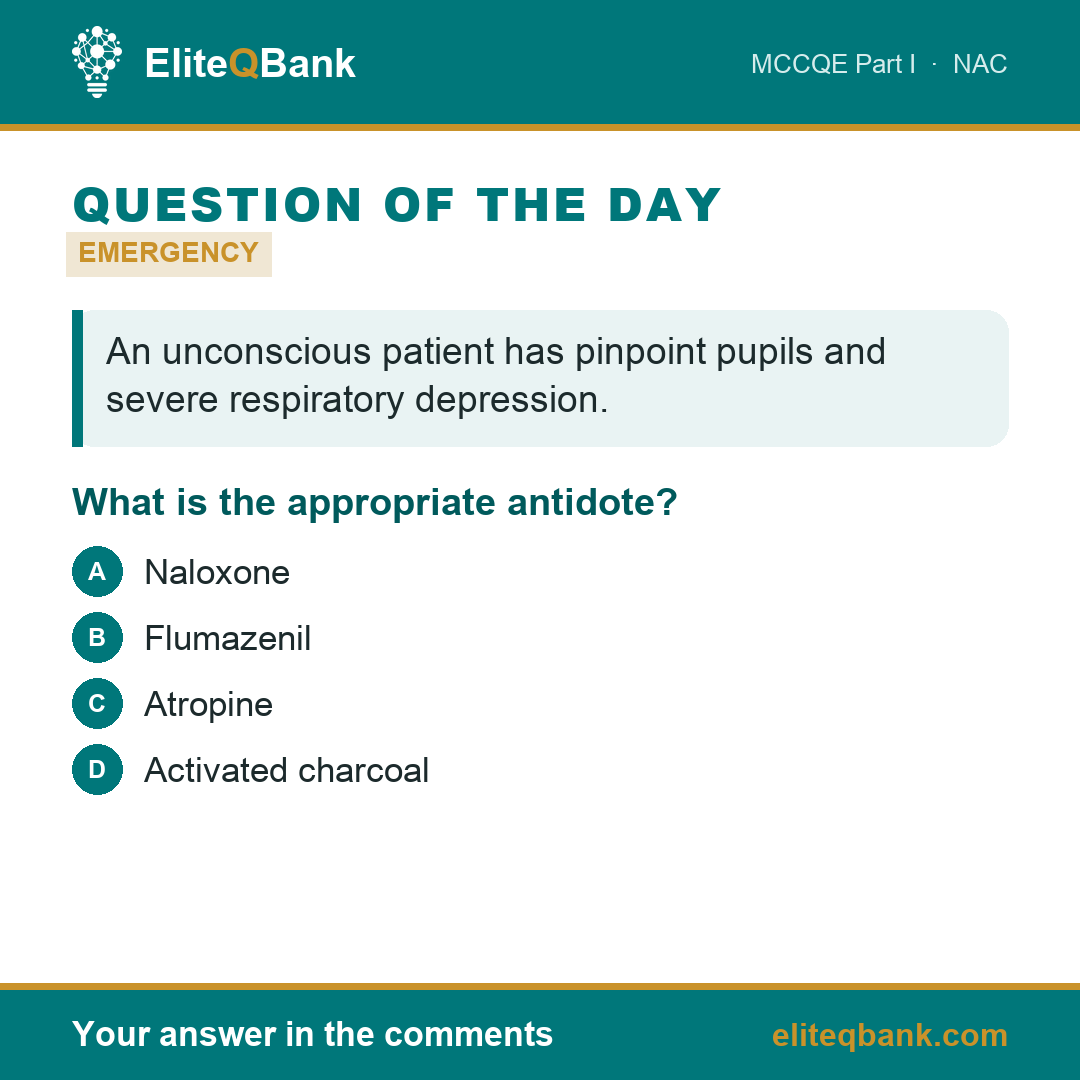 EliteQBank
MCCQE Part I · NAC
QUESTION OF THE DAY
EMERGENCY
An unconscious patient has pinpoint pupils and
severe respiratory depression.
What is the appropriate antidote?
A Naloxone
B Flumazenil
C Atropine
D Activated charcoal
Your answer in the comments
eliteqbank.com